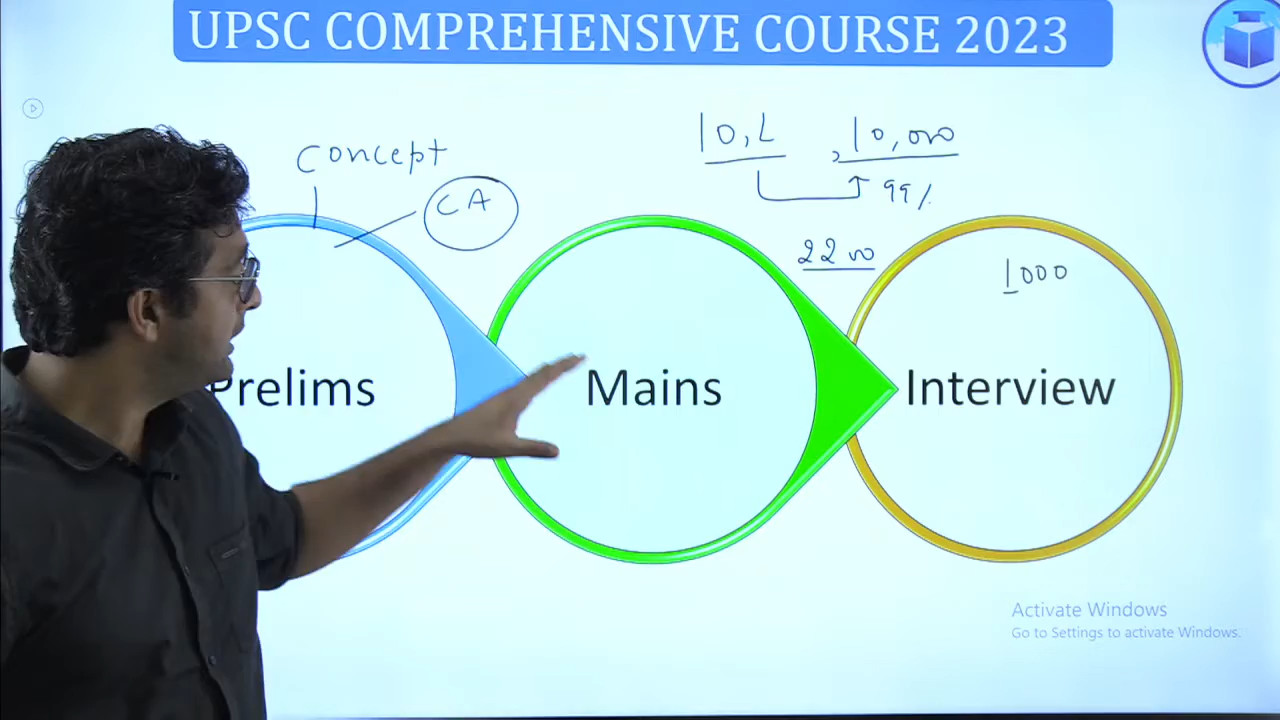 UPSC COMPREHENSIVE COURSE 2023
Concept
CA
10,L , 10,000
99%
2200
1000
Prelims
Mains
Interview
Activate Windows
Go to Settings to activate Windows.